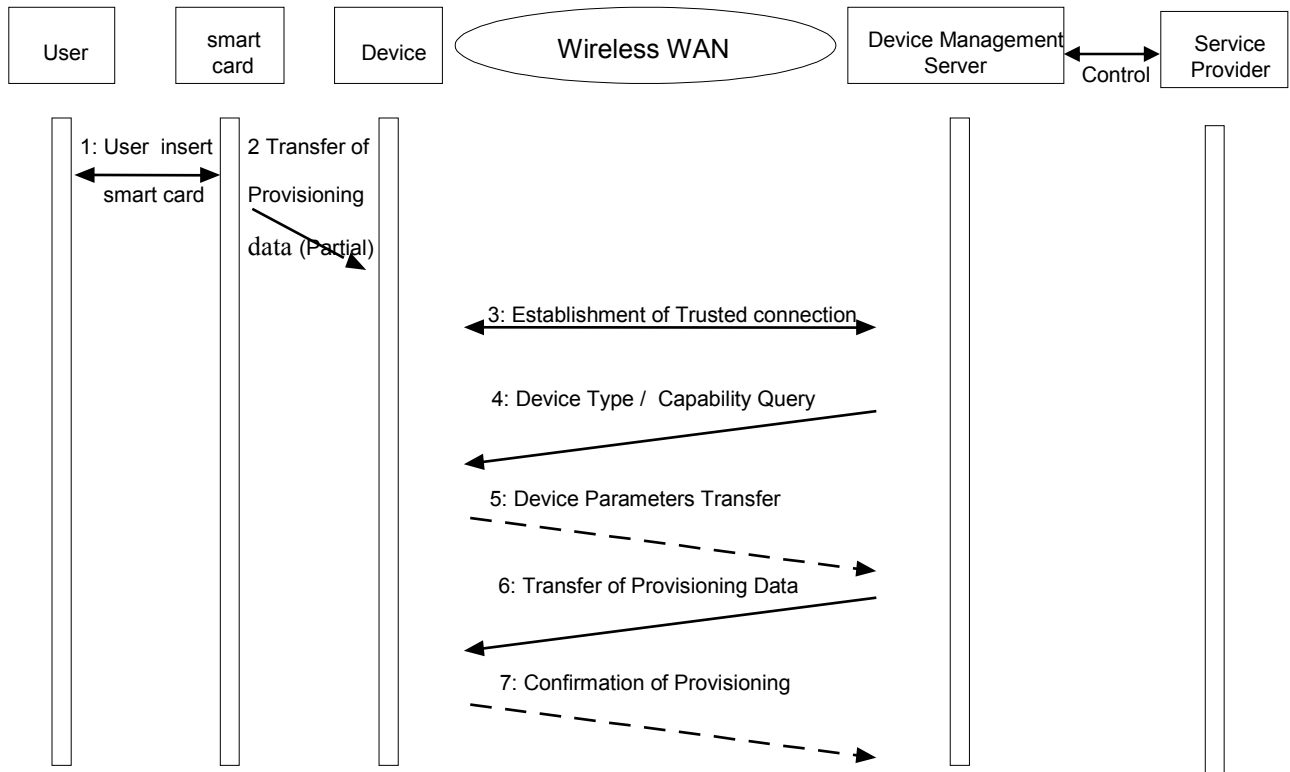 User
smart
card
Device
Wireless WAN
Device Management
Server
Control
Service
Provider
1: User insert
smart card
2 Transfer of
Provisioning
data (Partial)
3: Establishment of Trusted connection
4: Device Type / Capability Query
5: Device Parameters Transfer
6: Transfer of Provisioning Data
7: Confirmation of Provisioning